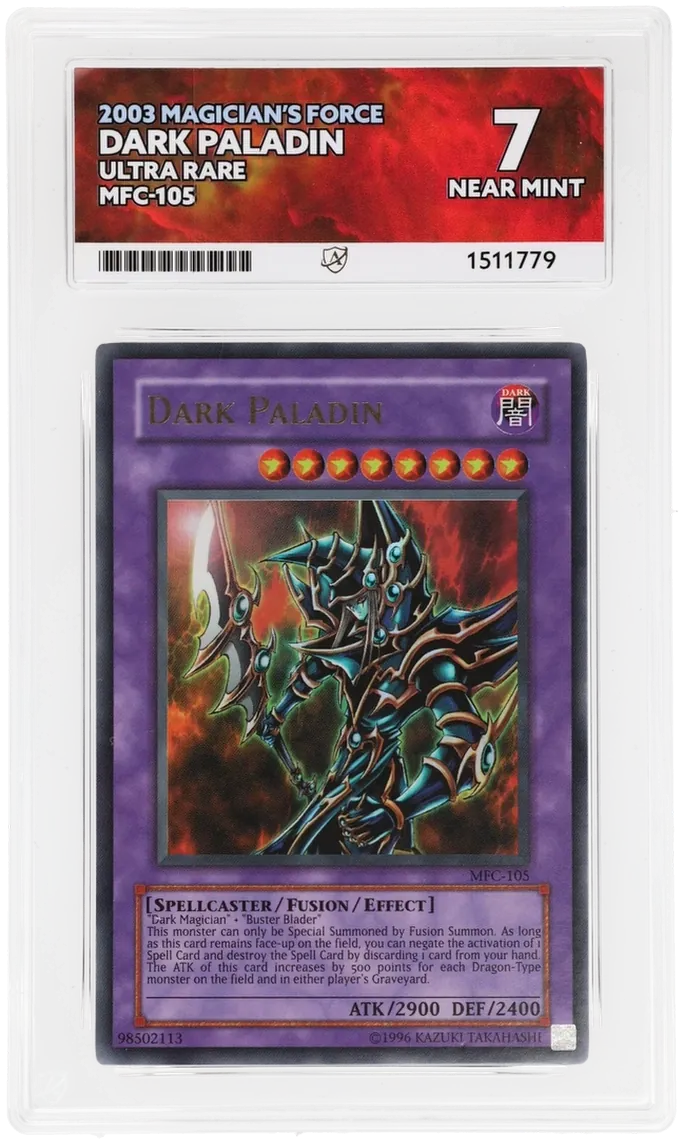 2003 MAGICIAN'S FORCE
DARK PALADIN
ULTRA RARE
MFC-105
7
NEAR MINT
1511779
DARK PALADIN
DARK
闇
MFC-105
[SPELLCASTER/FUSION/EFFECT]
"Dark Magician" + "Buster Blader"
This monster can only be Special Summoned by Fusion Summon. As long
as this card remains face-up on the field, you can negate the activation of 1
Spell Card and destroy the Spell Card by discarding 1 card from your hand.
The ATK of this card increases by 500 points for each Dragon-Type
monster on the field and in either player's Graveyard.
ATK/2900 DEF/2400
98502113
©1996 KAZUKI TAKAHASHI